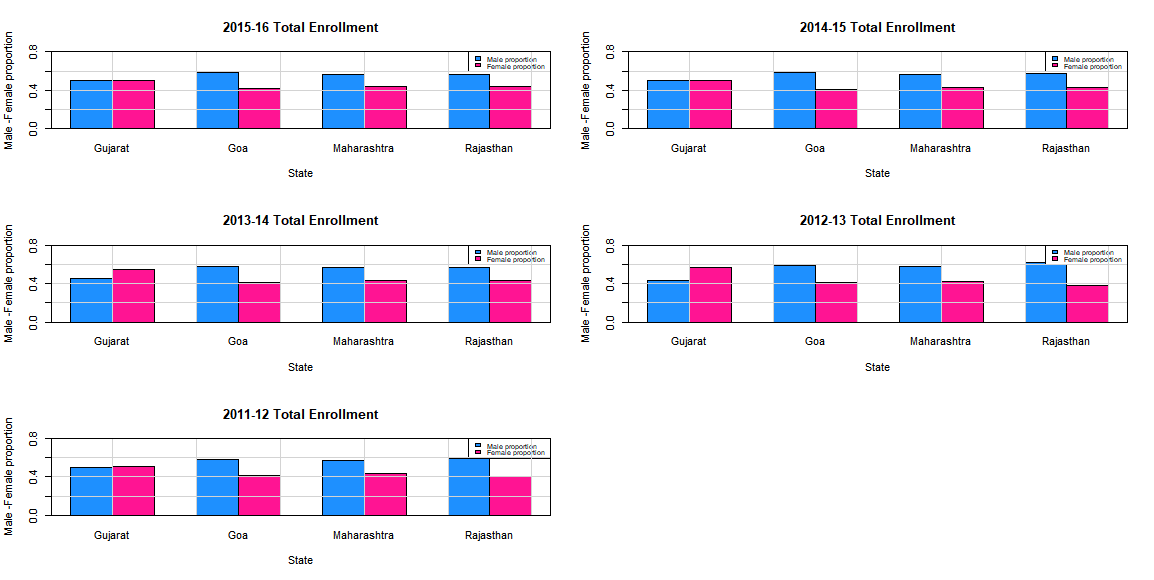 2015-16 Total Enrollment
Male -Female proportion
0.8
0.4
0.0
Male proportion
Female proportion
Gujarat Goa Maharashtra Rajasthan
State
2014-15 Total Enrollment
Male -Female proportion
0.8
0.4
0.0
Male proportion
Female proportion
Gujarat Goa Maharashtra Rajasthan
State
2013-14 Total Enrollment
Male -Female proportion
0.8
0.4
0.0
Male proportion
Female proportion
Gujarat Goa Maharashtra Rajasthan
State
2012-13 Total Enrollment
Male -Female proportion
0.8
0.4
0.0
Male proportion
Female proportion
Gujarat Goa Maharashtra Rajasthan
State
2011-12 Total Enrollment
Male -Female proportion
0.8
0.4
0.0
Male proportion
Female proportion
Gujarat Goa Maharashtra Rajasthan
State